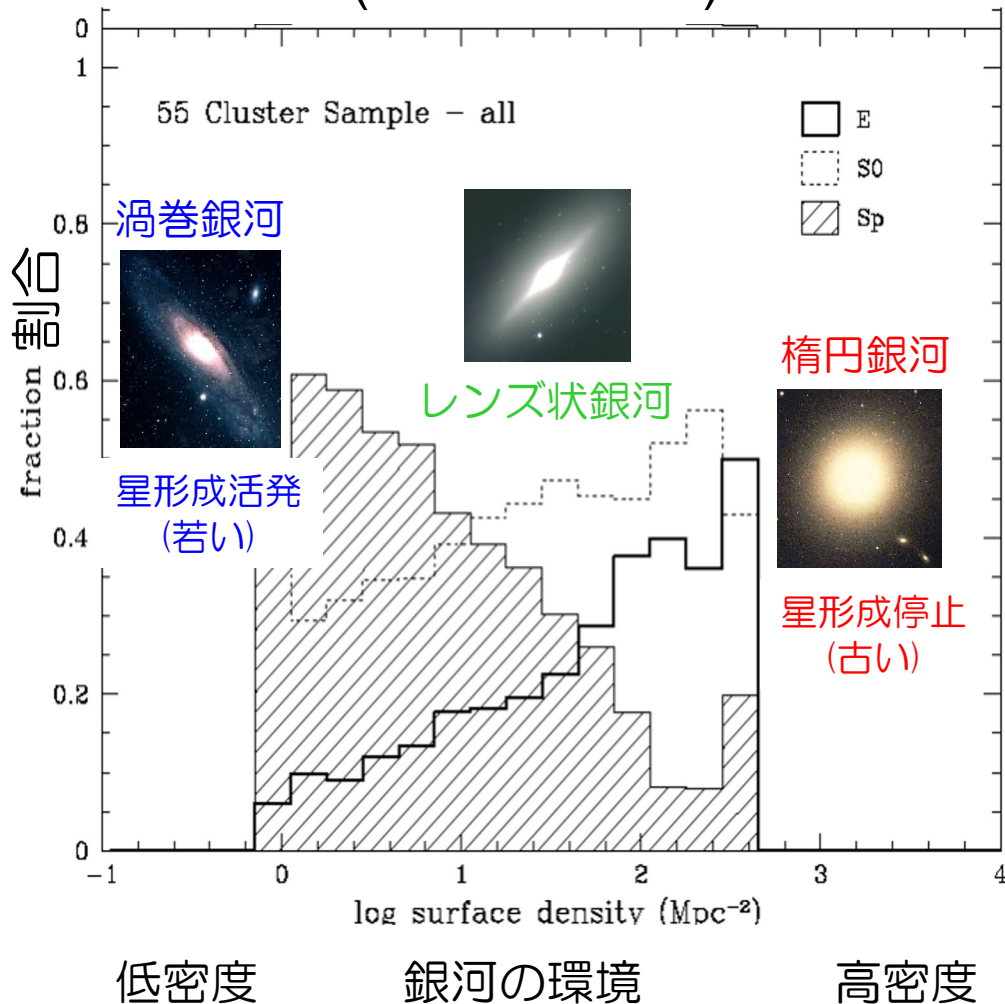 0
1
55 Cluster Sample – all
E
S0
Sp
渦巻銀河
0.8
fraction 割合
楕円銀河
0.6
レンズ状銀河
星形成活発
(若い)
0.4
星形成停止
(古い)
0.2
0
-1 0 1 2 3 4
log surface density (Mpc⁻²)
低密度 銀河の環境 高密度